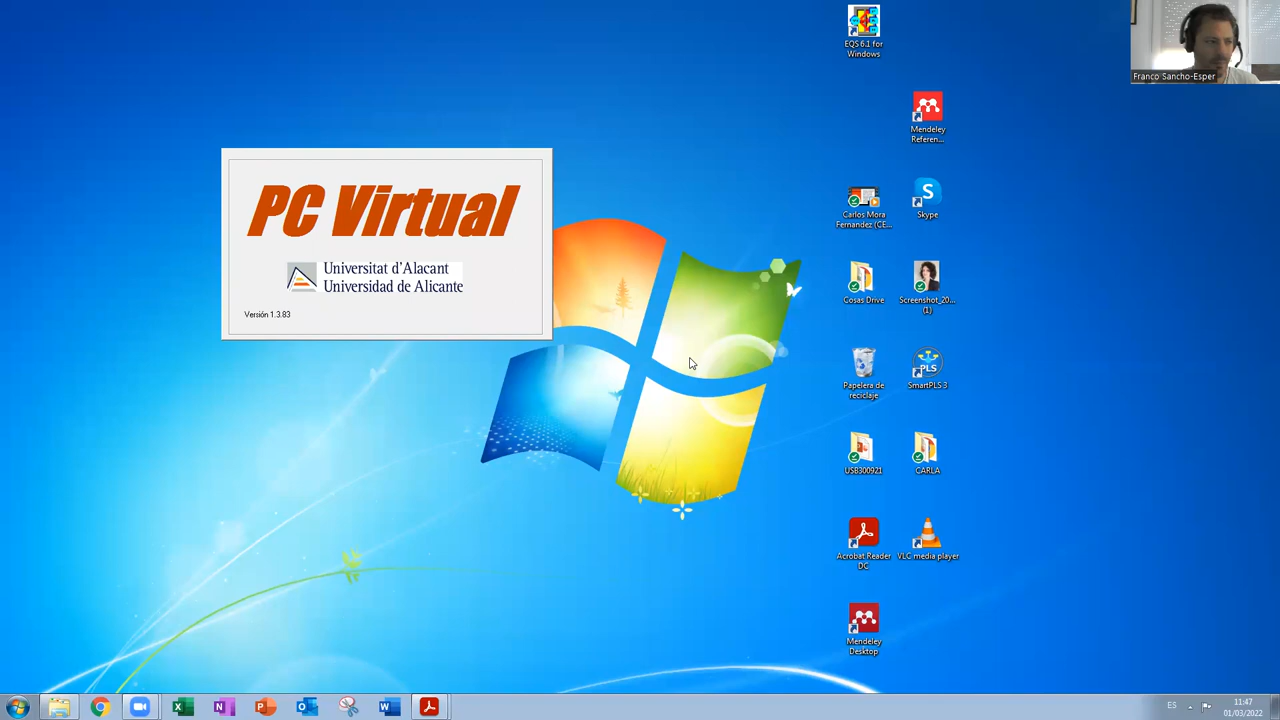 EQS 6.1 for
Windows
Franco Sancho-Esper
Mendeley
Referen...
PC Virtual
Universitat d'Alacant
Universidad de Alicante
Versión 1.3.83
Carlos Mora
Fernandez (CE...
Skype
Cosas Drive
Screenshot_20...
(1)
Papelera de
reciclaje
PLS
SmartPLS 3
USB300921
CARLA
Acrobat Reader
DC
VLC media player
Mendeley
Desktop
ES
11:47
01/03/2022